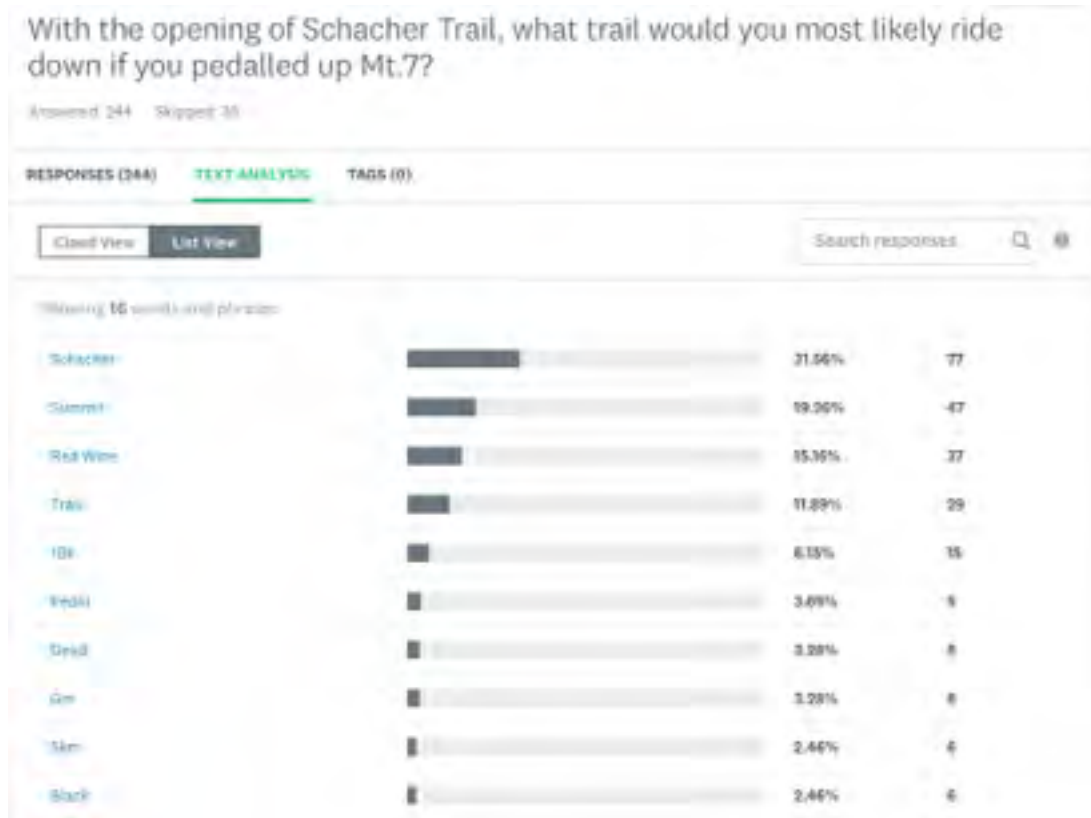 With the opening of Schacher Trail, what trail would you most likely ride
down if you pedalled up Mt.7?
Answered: 244 Skipped: 35
RESPONSES (244) TEXT ANALYSIS TAGS (0)
Cloud View List View Search responses
Showing 16 words and phrases
Schacher 31.56% 77
Summit 19.26% 47
Red Wine 15.16% 37
Trail 11.89% 29
10k 6.15% 15
3.69% 9
Dead 3.28% 8
3.28% 8
5km 2.46% 6
Black 2.46% 6